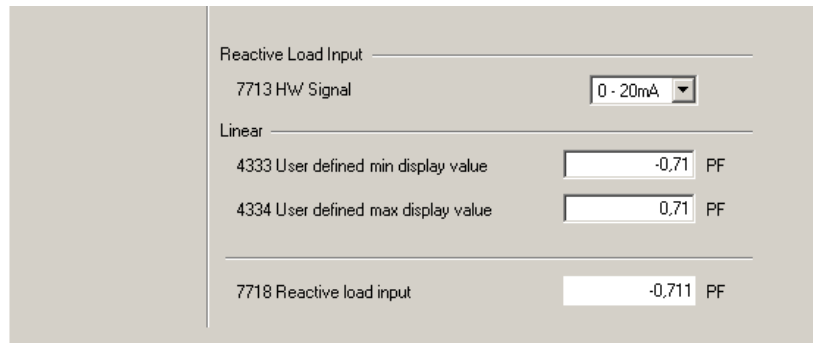 Reactive Load Input
7713 HW Signal 0 - 20mA
Linear
4333 User defined min display value -0,71 PF
4334 User defined max display value 0,71 PF
7718 Reactive load input -0,711 PF